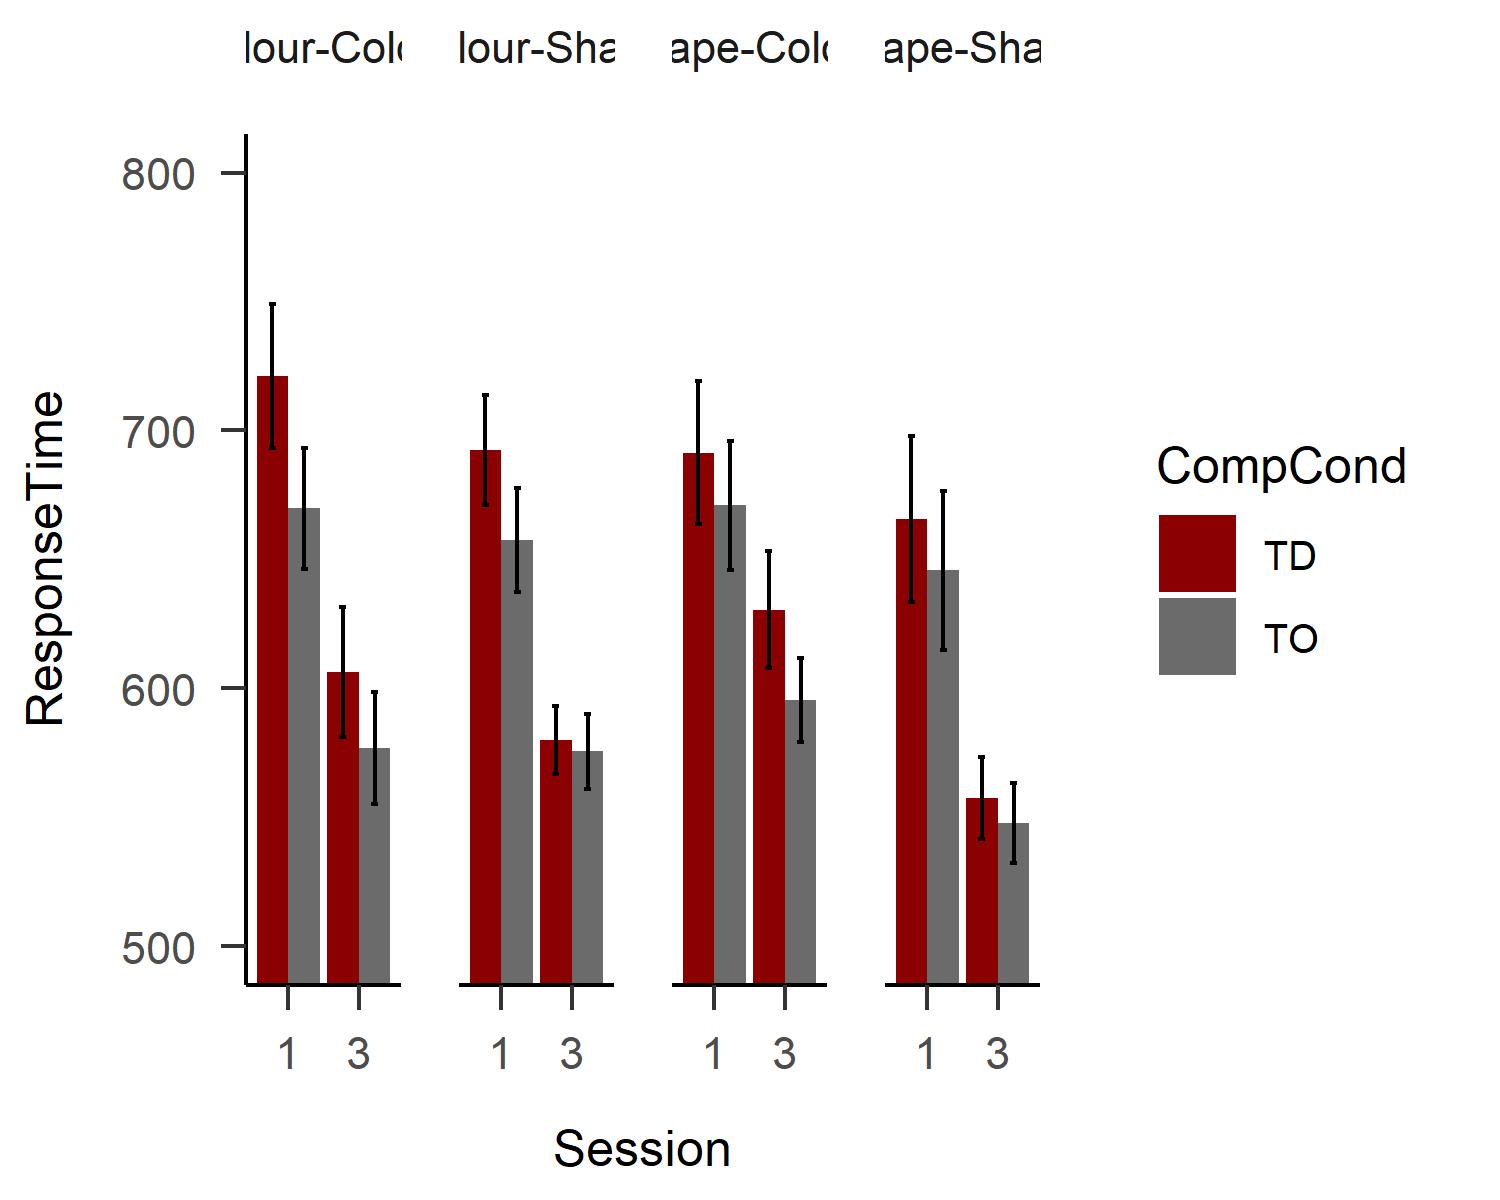 lour-Colo
lour-Sha
ape-Colo
ape-Sha
800
700
600
500
ResponseTime
1 3
1 3
1 3
1 3
Session
CompCond
TD
TO